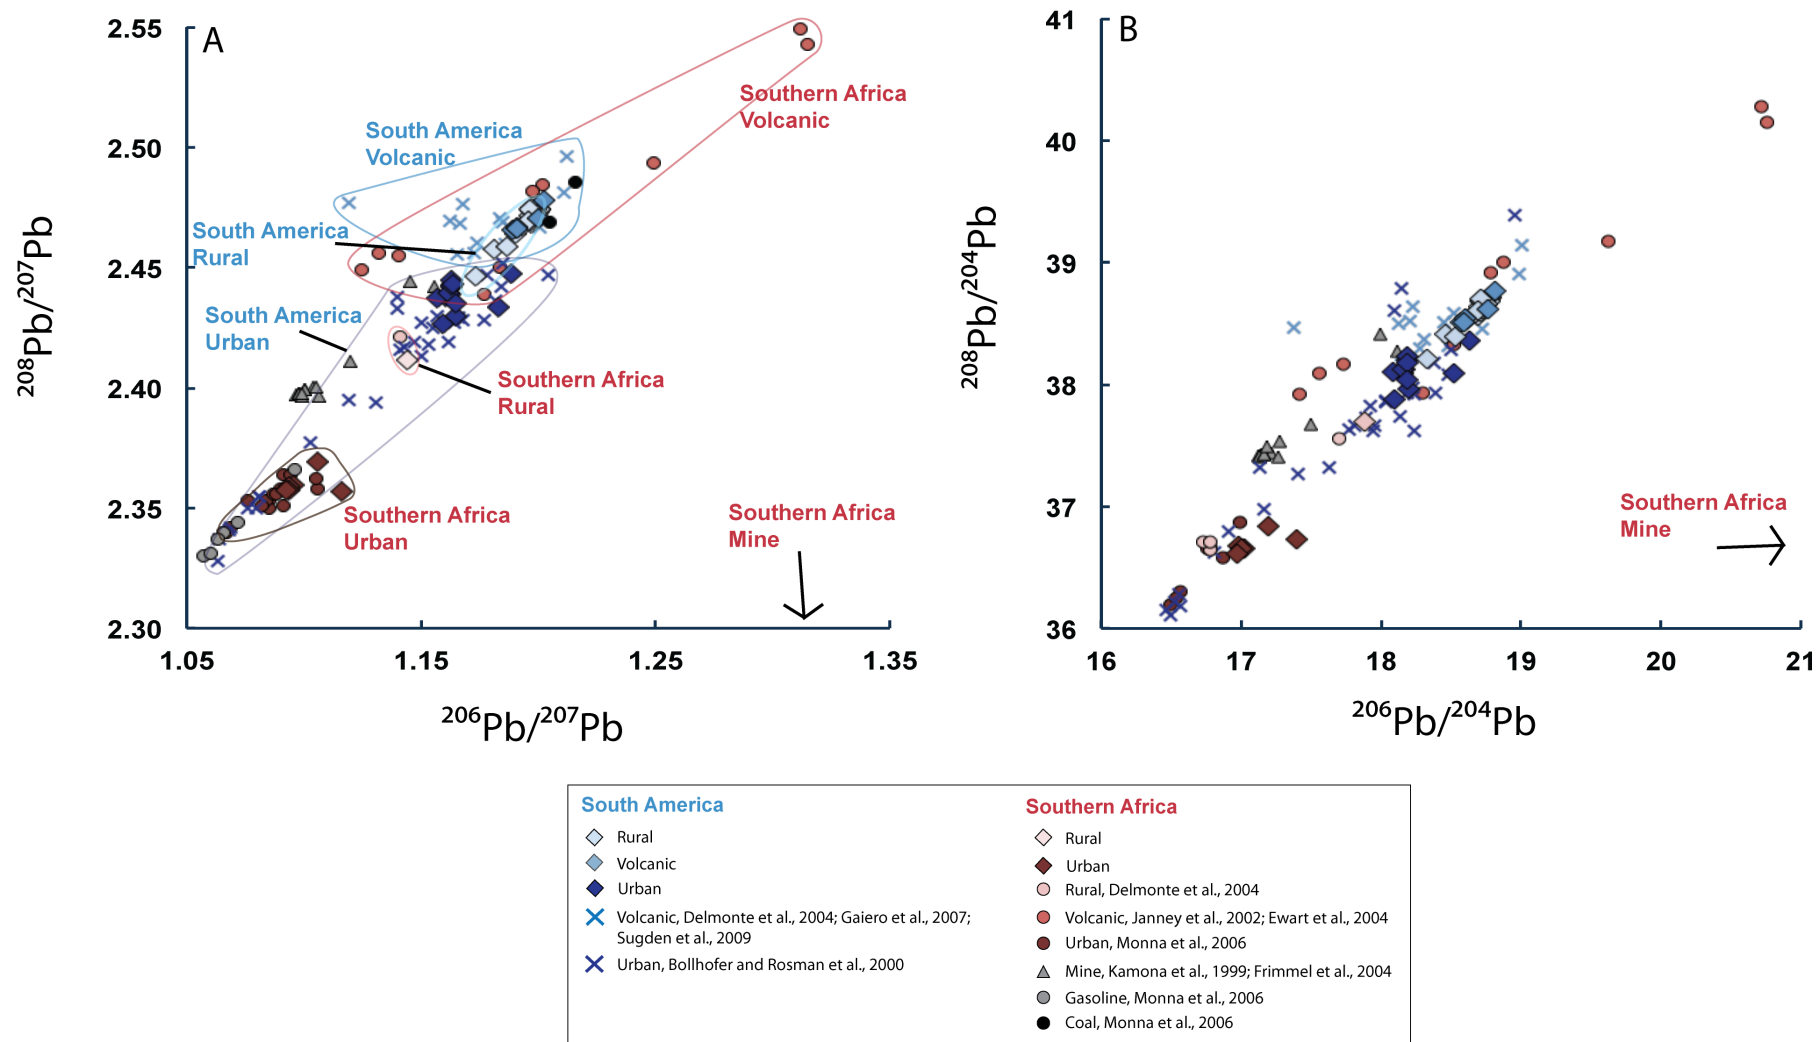 A
2.55
2.50
2.45
2.40
2.35
2.30
1.05
1.15
1.25
1.35
208Pb/207Pb
206Pb/207Pb
Southern Africa
Volcanic
South America
Volcanic
South America
Rural
South America
Urban
Southern Africa
Rural
Southern Africa
Urban
Southern Africa
Mine
B
41
40
39
38
37
36
16
17
18
19
20
21
208Pb/204Pb
206Pb/204Pb
Southern Africa
Mine
South America
Rural
Volcanic
Urban
Volcanic, Delmonte et al., 2004; Gaiero et al., 2007;
Sugden et al., 2009
Urban, Bollhofer and Rosman et al., 2000
Southern Africa
Rural
Urban
Rural, Delmonte et al., 2004
Volcanic, Janney et al., 2002; Ewart et al., 2004
Urban, Monna et al., 2006
Mine, Kamona et al., 1999; Frimmel et al., 2004
Gasoline, Monna et al., 2006
Coal, Monna et al., 2006